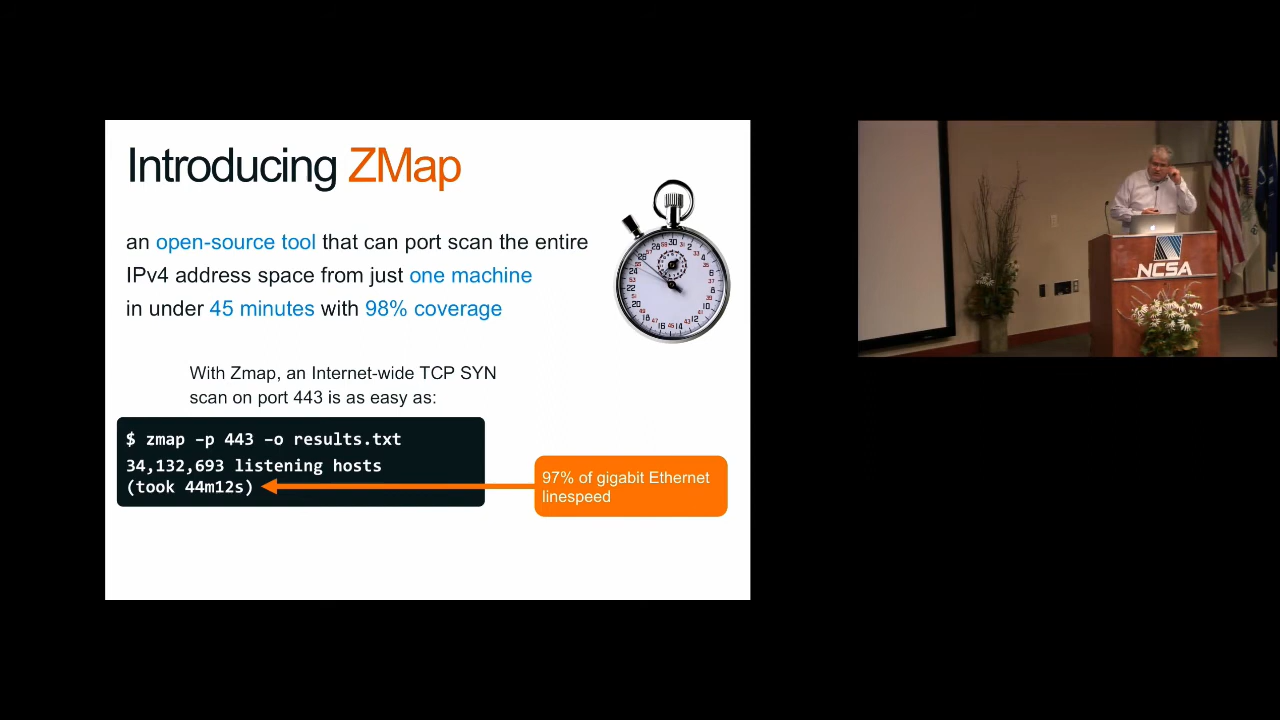 Introducing ZMap
an open-source tool that can port scan the entire
IPv4 address space from just one machine
in under 45 minutes with 98% coverage
With Zmap, an Internet-wide TCP SYN
scan on port 443 is as easy as:
$ zmap –p 443 –o results.txt
34,132,693 listening hosts
(took 44m12s)
97% of gigabit Ethernet
linespeed
NCSA